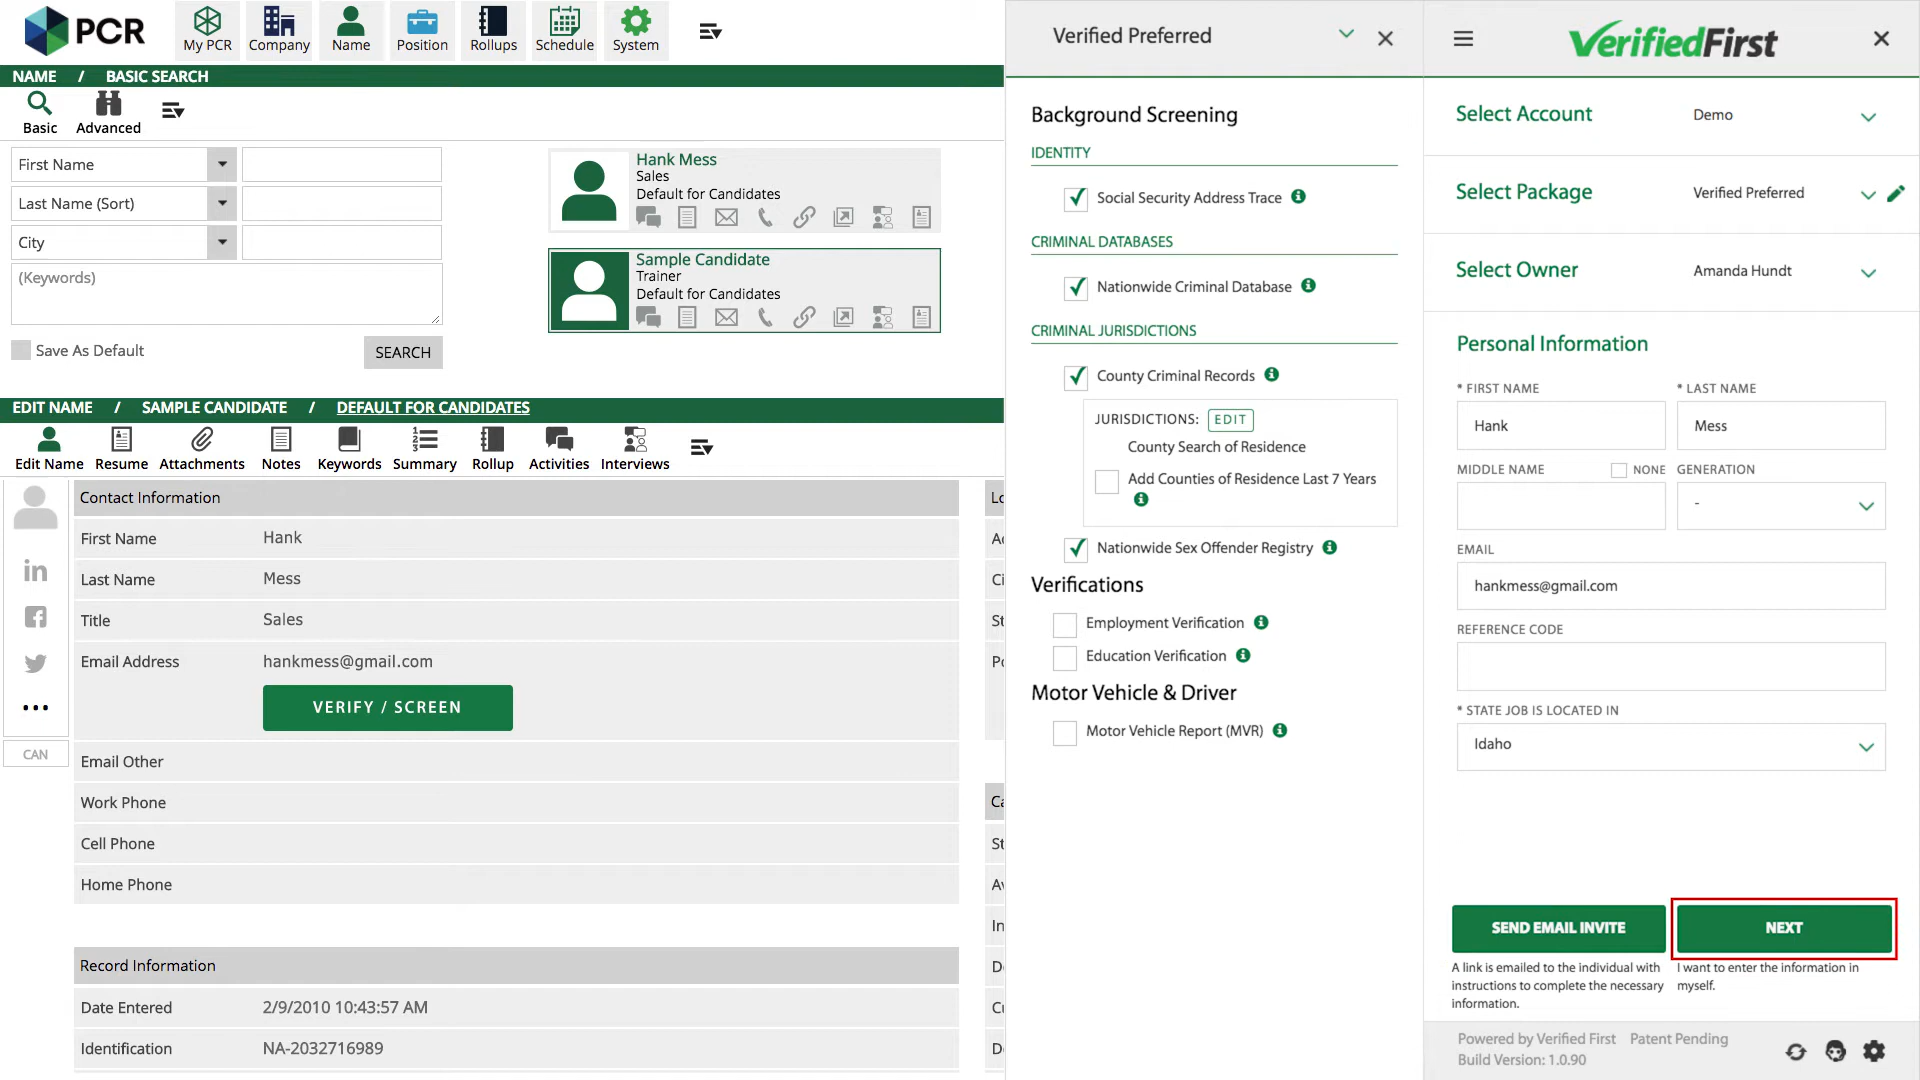 PCR
My PCR
Company
Name
Position
Rollups
Schedule
System
NAME / BASIC SEARCH
Basic
Advanced
First Name
Last Name (Sort)
City
(Keywords)
Save As Default
SEARCH
Hank Mess
Sales
Default for Candidates
Sample Candidate
Trainer
Default for Candidates
EDIT NAME / SAMPLE CANDIDATE / DEFAULT FOR CANDIDATES
Edit Name
Resume
Attachments
Notes
Keywords
Summary
Rollup
Activities
Interviews
CAN
Contact Information
First Name Hank
Last Name Mess
Title Sales
Email Address hankmess@gmail.com
VERIFY / SCREEN
Email Other
Work Phone
Cell Phone
Home Phone
Record Information
Date Entered 2/9/2010 10:43:57 AM
Identification NA-2032716989
Verified Preferred
Background Screening
IDENTITY
Social Security Address Trace
CRIMINAL DATABASES
Nationwide Criminal Database
CRIMINAL JURISDICTIONS
County Criminal Records
JURISDICTIONS: EDIT
County Search of Residence
Add Counties of Residence Last 7 Years
Nationwide Sex Offender Registry
Verifications
Employment Verification
Education Verification
Motor Vehicle & Driver
Motor Vehicle Report (MVR)
VerifiedFirst
Select Account Demo
Select Package Verified Preferred
Select Owner Amanda Hundt
Personal Information
* FIRST NAME
* LAST NAME
Hank
Mess
MIDDLE NAME
NONE
GENERATION
-
EMAIL
hankmess@gmail.com
REFERENCE CODE
* STATE JOB IS LOCATED IN
Idaho
SEND EMAIL INVITE
A link is emailed to the individual with
instructions to complete the necessary
information.
NEXT
I want to enter the information in
myself.
Powered by Verified First Patent Pending
Build Version: 1.0.90